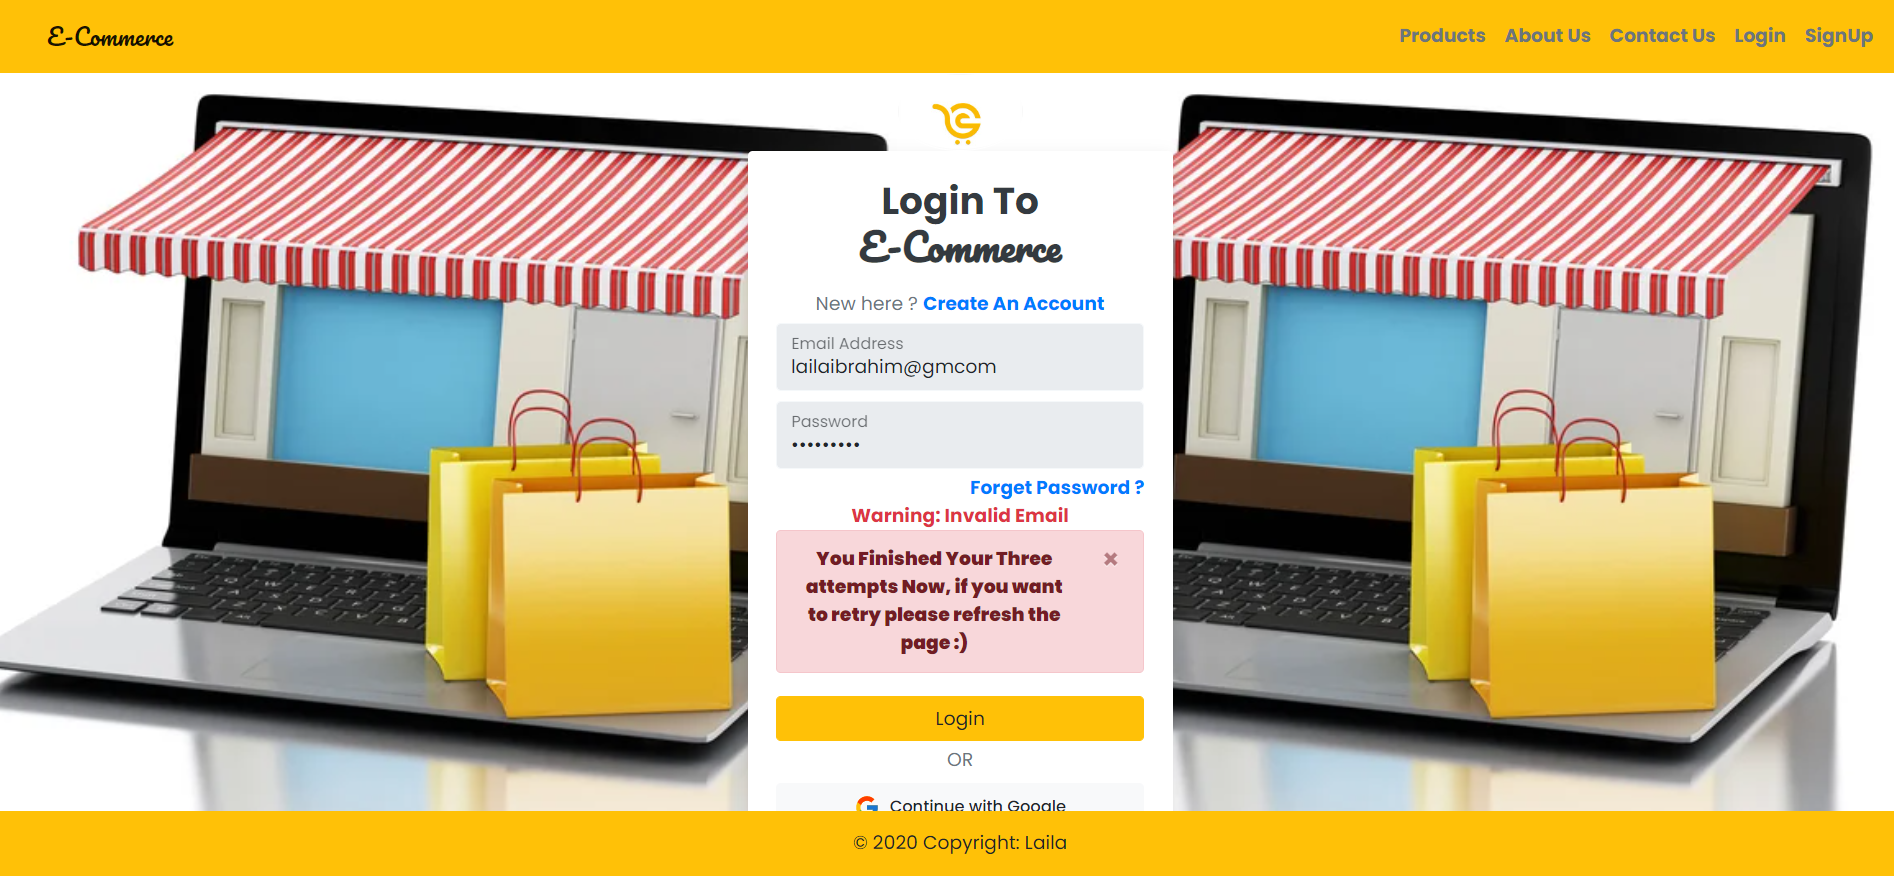 E-Commerce
Products About Us Contact Us Login SignUp
Login To
E-Commerce
New here ? Create An Account
Email Address
lailaibrahim@gmcom
Password
•••••••••
Forget Password ?
Warning: Invalid Email
You Finished Your Three ×
attempts Now, if you want
to retry please refresh the
page :)
Login
OR
Continue with Google
© 2020 Copyright: Laila